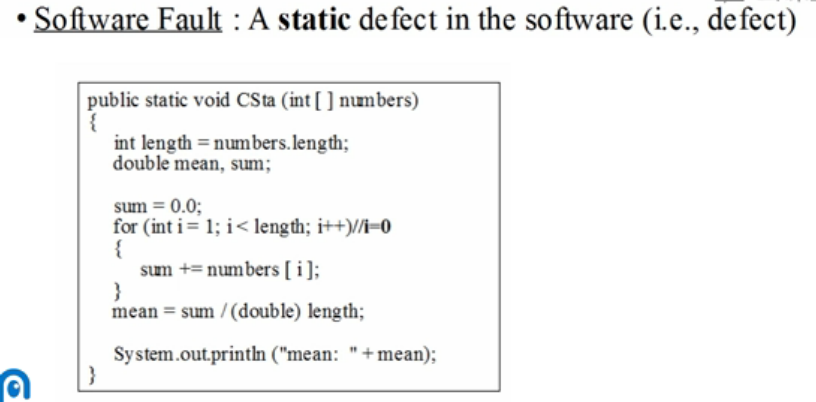 • Software Fault : A static defect in the software (i.e., defect)
public static void CSta (int [ ] numbers)
{
int length = numbers.length;
double mean, sum;
sum = 0.0;
for (int i = 1; i < length; i++)//i=0
{
sum += numbers [ i ];
}
mean = sum / (double) length;
System.out.println ("mean: " + mean);
}